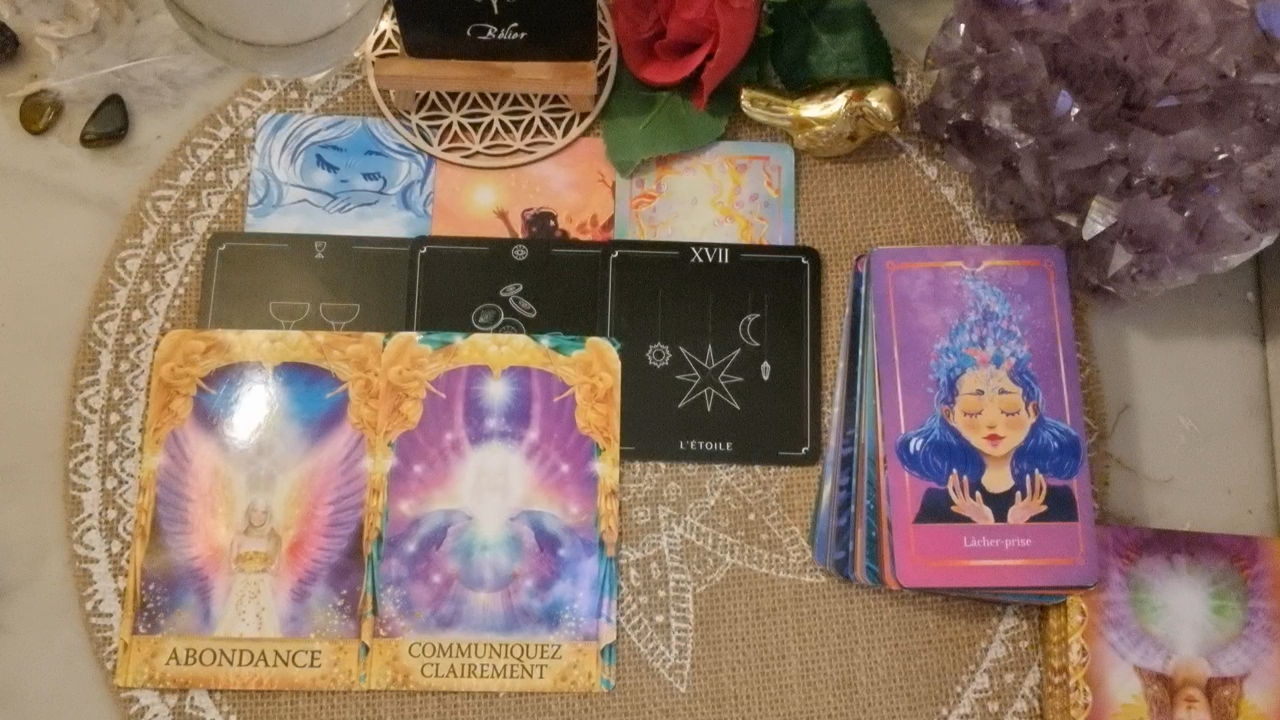 Bélier
XVII
L'ÉTOILE
Lâcher-prise
ABONDANCE
COMMUNIQUEZ
CLAIREMENT